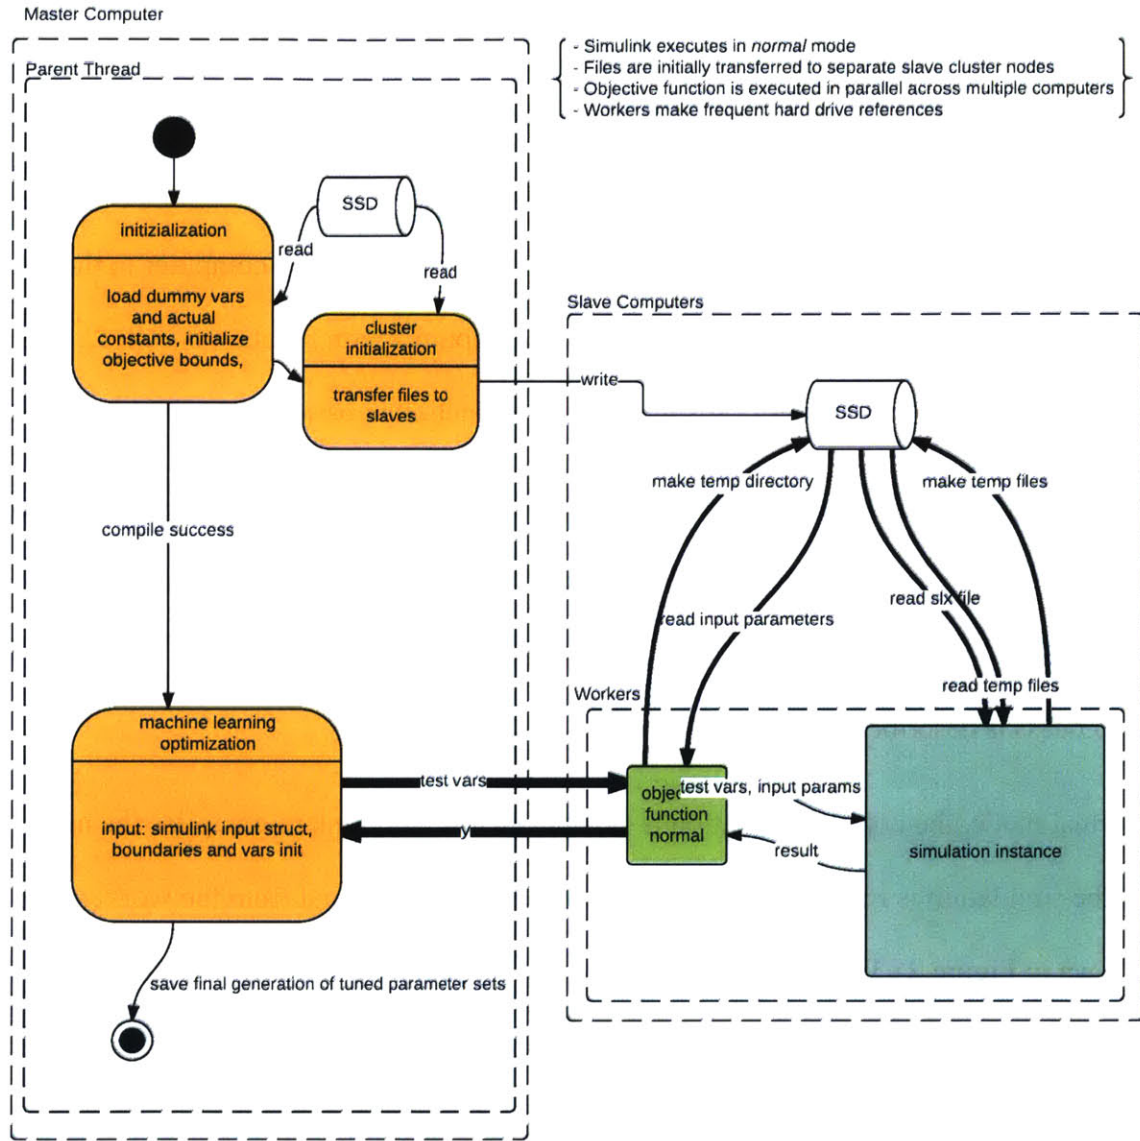 Master Computer
- Simulink executes in normal mode
- Files are initially transferred to separate slave cluster nodes
- Objective function is executed in parallel across multiple computers
- Workers make frequent hard drive references
Parent Thread
SSD
initizialization
read
read
load dummy vars
and actual
constants, initialize
objective bounds,
cluster
initialization
transfer files to
slaves
Slave Computers
write
SSD
make temp directory
make temp files
compile success
read slx file
read input parameters
read temp files
Workers
machine learning
optimization
test vars
function
normal
test vars, input params
input: simulink input struct,
boundaries and vars init
y
result
simulation instance
save final generation of tuned parameter sets